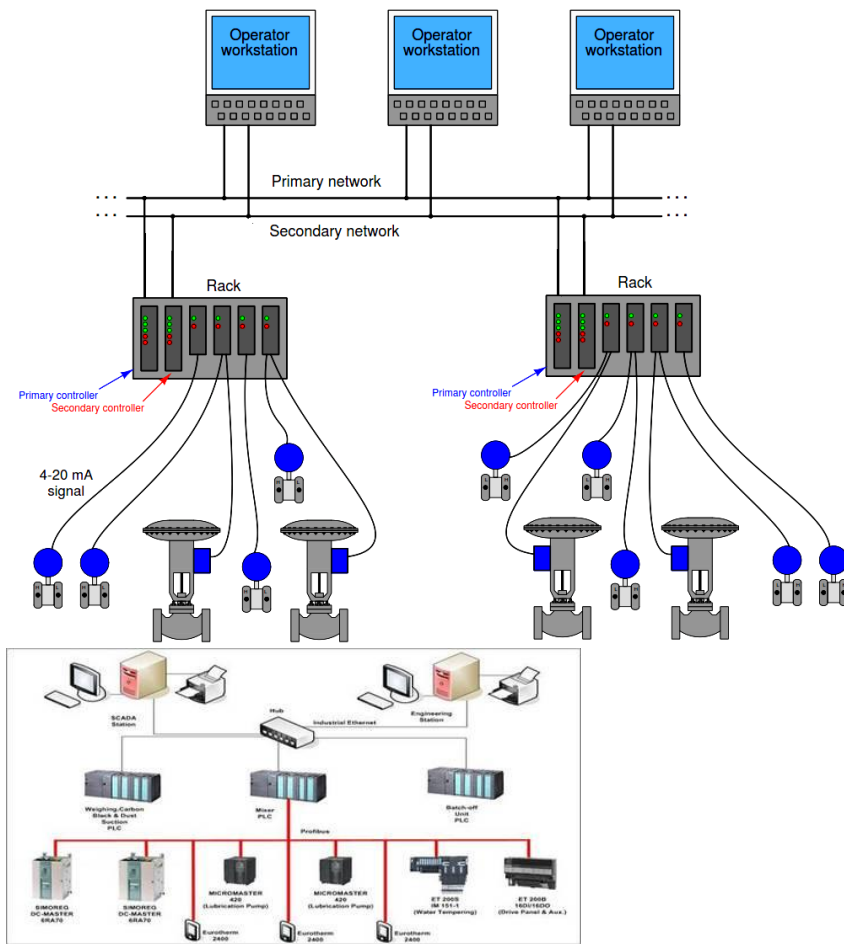 Operator
workstation
Operator
workstation
Operator
workstation
Primary network
Secondary network
Rack
Rack
Primary controller
Secondary controller
Primary controller
Secondary controller
4-20 mA
signal
H L
H L
H L
H L
L H
L H
L H
L H
L H
SCADA
Station
Hub
Industrial Ethernet
Engineering
Station
Weighing.Carbon
Black & Dust
Suction
PLC
Mixer
PLC
Batch-off
Unit
PLC
Profibus
SIMOREG
DC-MASTER
6RA70
SIMOREG
DC-MASTER
6RA70
MICROMASTER
420
(Lubrication Pump)
MICROMASTER
420
(Lubrication Pump)
ET 200S
IM 151-1
(Water Tempering)
ET 200B
16DI/16DO
(Drive Panel & Aux.)
Eurotherm
2400
Eurotherm
2400
Eurotherm
2400